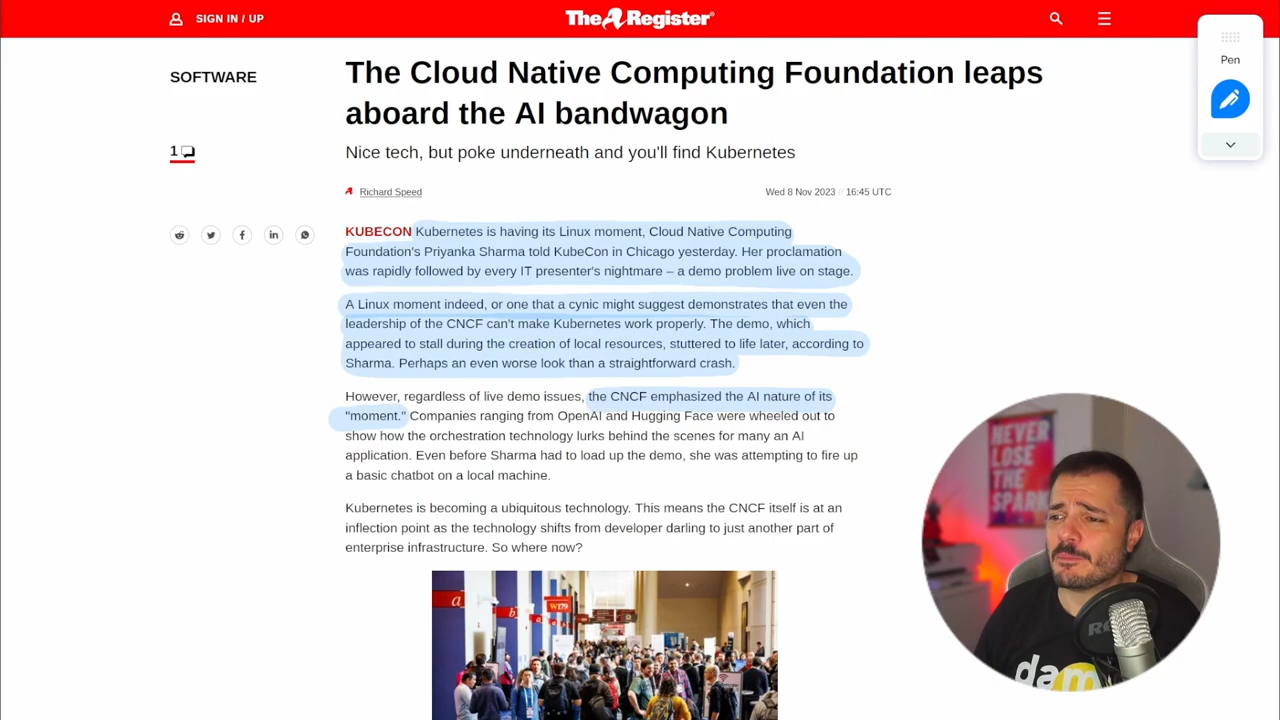 SIGN IN / UP
The Register
Pen
SOFTWARE
The Cloud Native Computing Foundation leaps
aboard the AI bandwagon
1
Nice tech, but poke underneath and you'll find Kubernetes
Richard Speed
Wed 8 Nov 2023 // 16:45 UTC
KUBECON Kubernetes is having its Linux moment, Cloud Native Computing
Foundation's Priyanka Sharma told KubeCon in Chicago yesterday. Her proclamation
was rapidly followed by every IT presenter's nightmare – a demo problem live on stage.
A Linux moment indeed, or one that a cynic might suggest demonstrates that even the
leadership of the CNCF can't make Kubernetes work properly. The demo, which
appeared to stall during the creation of local resources, stuttered to life later, according to
Sharma. Perhaps an even worse look than a straightforward crash.
However, regardless of live demo issues, the CNCF emphasized the AI nature of its
"moment." Companies ranging from OpenAI and Hugging Face were wheeled out to
show how the orchestration technology lurks behind the scenes for many an AI
application. Even before Sharma had to load up the demo, she was attempting to fire up
a basic chatbot on a local machine.
Kubernetes is becoming a ubiquitous technology. This means the CNCF itself is at an
inflection point as the technology shifts from developer darling to just another part of
enterprise infrastructure. So where now?
a
b
W179
NEVER
LOSE
THE
SPARK
dam